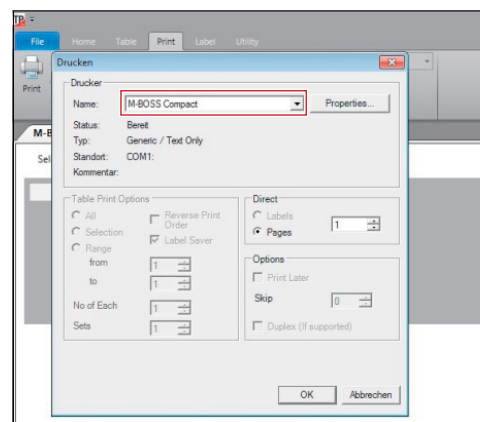 TP
File Home Table Print Label Utility
Print
Drucken
Drucker
Name: M-BOSS Compact Properties...
Status: Bereit
Typ: Generic / Text Only
Standort: COM1:
Kommentar:
Table Print Options
All Reverse Print Order
Selection Label Saver
Range
from 1
to 1
No of Each 1
Sets 1
Direct
Labels
Pages 1
Options
Print Later
Skip 0
Duplex (If supported)
OK Abbrechen
M-B
Sel